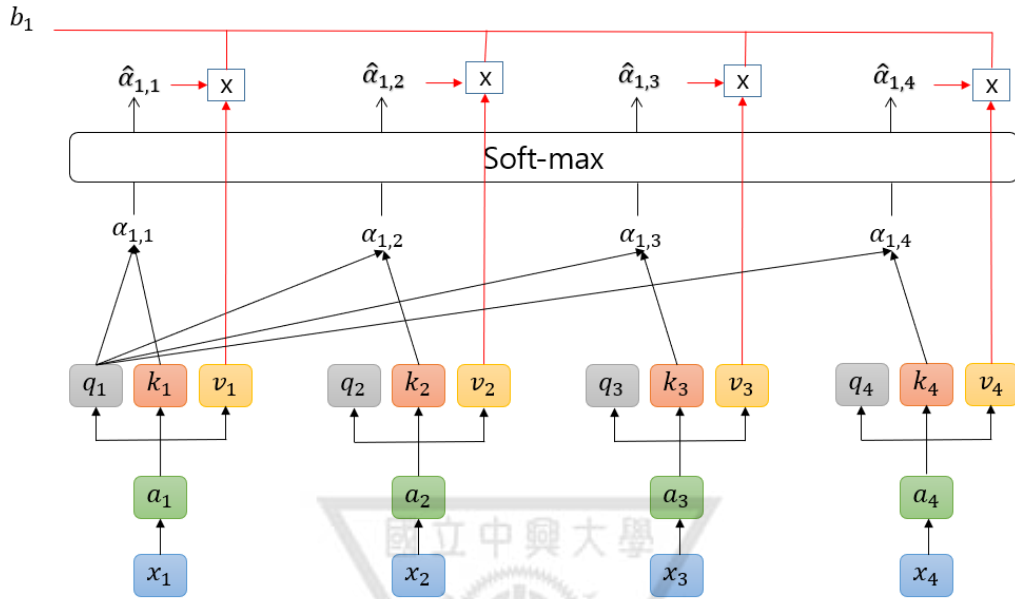 b₁
α̂₁,₁ x α̂₁,₂ x α̂₁,₃ x α̂₁,₄ x
Soft-max
α₁,₁ α₁,₂ α₁,₃ α₁,₄
q₁ k₁ v₁ q₂ k₂ v₂ q₃ k₃ v₃ q₄ k₄ v₄
a₁ a₂ a₃ a₄
國立中興大學
x₁ x₂ x₃ x₄